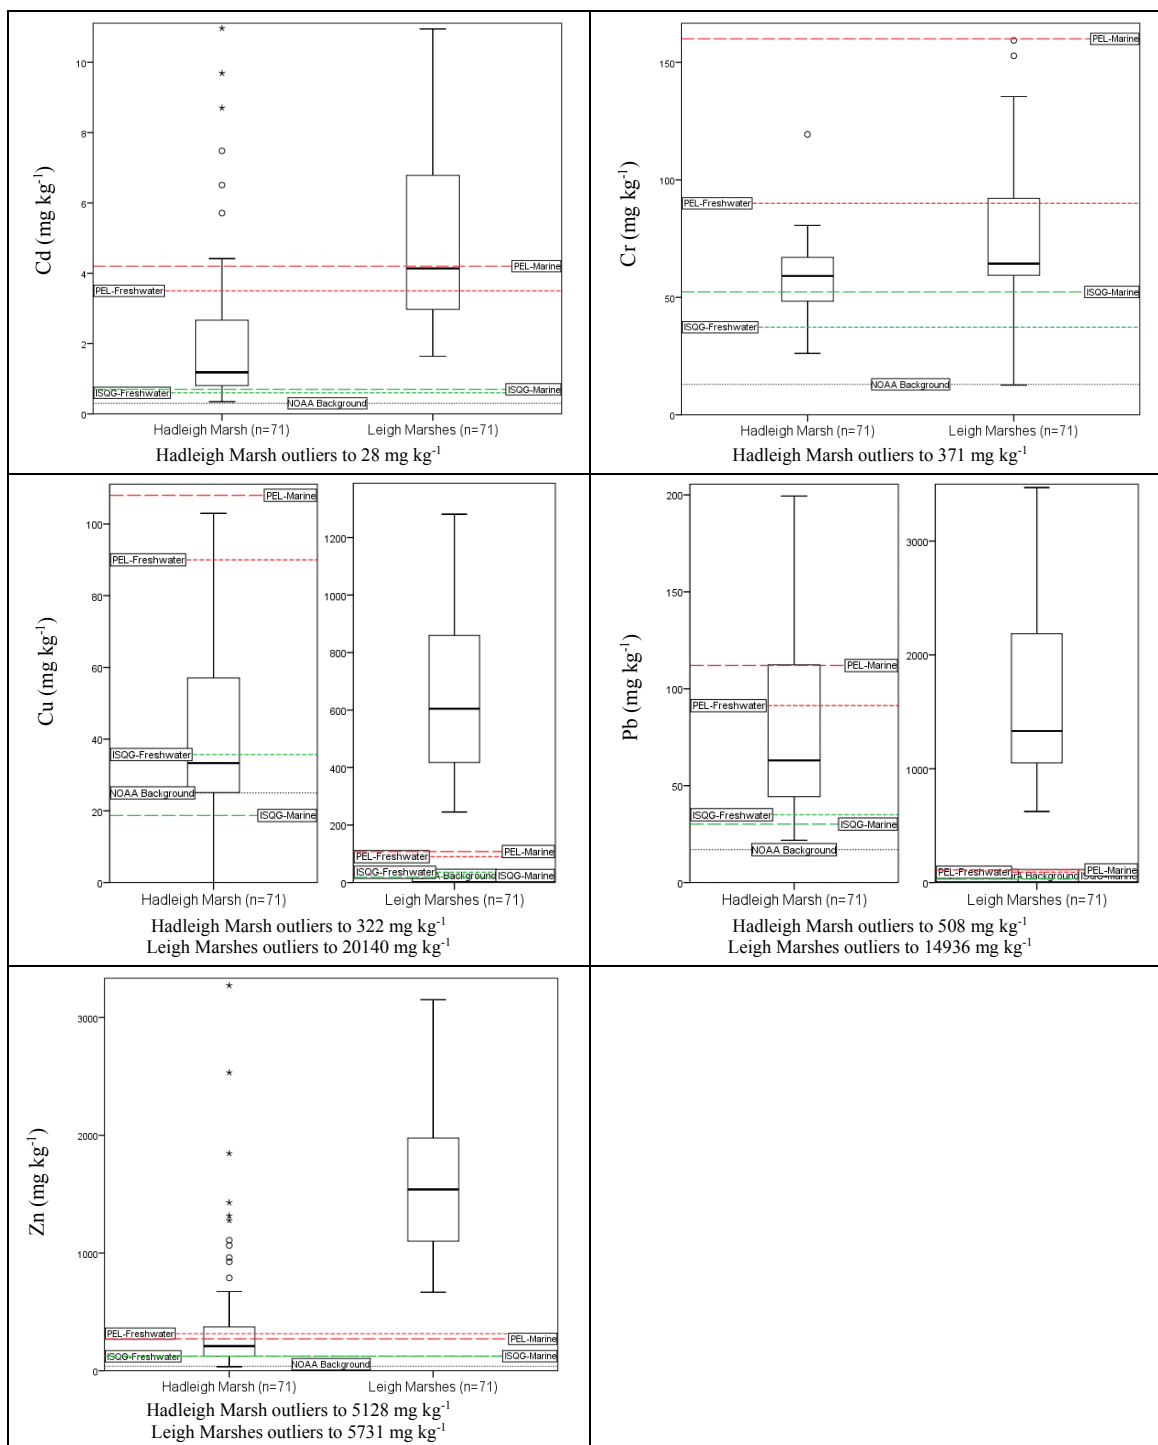 Cd (mg kg-1)
10
8
6
4
2
0
PEL-Marine
PEL-Freshwater
ISQG-Marine
ISQG-Freshwater
NOAA Background
Hadleigh Marsh (n=71)
Leigh Marshes (n=71)
Hadleigh Marsh outliers to 28 mg kg-1
Cr (mg kg-1)
150
100
50
0
PEL-Marine
PEL-Freshwater
ISQG-Marine
ISQG-Freshwater
NOAA Background
Hadleigh Marsh (n=71)
Leigh Marshes (n=71)
Hadleigh Marsh outliers to 371 mg kg-1
Cu (mg kg-1)
100
80
60
40
20
0
PEL-Marine
PEL-Freshwater
ISQG-Freshwater
NOAA Background
ISQG-Marine
Hadleigh Marsh (n=71)
1200
1000
800
600
400
200
0
PEL-Marine
PEL-Freshwater
ISQG-Freshwater
Background
ISQG-Marine
Leigh Marshes (n=71)
Hadleigh Marsh outliers to 322 mg kg-1
Leigh Marshes outliers to 20140 mg kg-1
Pb (mg kg-1)
200
150
100
50
0
PEL-Marine
PEL-Freshwater
ISQG-Freshwater
ISQG-Marine
NOAA Background
Hadleigh Marsh (n=71)
3000
2000
1000
0
PEL-Marine
PEL-Freshwater
Background
Leigh Marshes (n=71)
Hadleigh Marsh outliers to 508 mg kg-1
Leigh Marshes outliers to 14936 mg kg-1
Zn (mg kg-1)
3000
2000
1000
0
PEL-Freshwater
PEL-Marine
ISQG-Freshwater
ISQG-Marine
NOAA Background
Hadleigh Marsh (n=71)
Leigh Marshes (n=71)
Hadleigh Marsh outliers to 5128 mg kg-1
Leigh Marshes outliers to 5731 mg kg-1